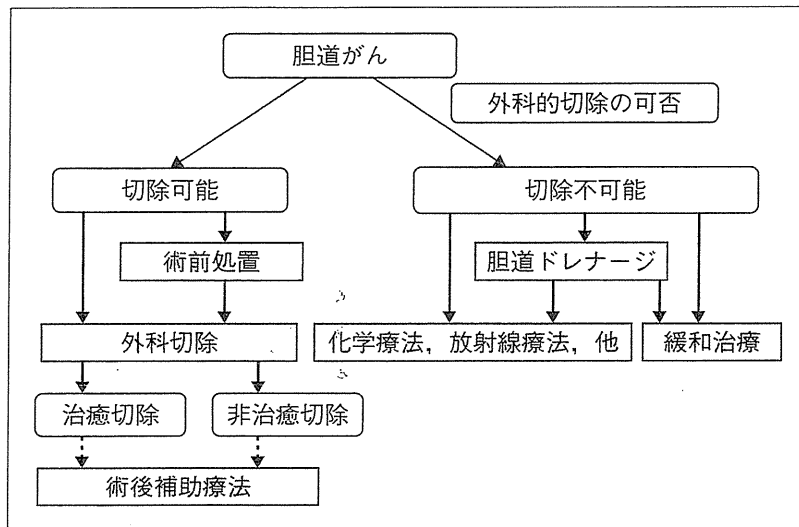 胆道がん
外科的切除の可否
切除可能
切除不可能
術前処置
胆道ドレナージ
外科切除
化学療法，放射線療法，他
緩和治療
治癒切除
非治癒切除
術後補助療法